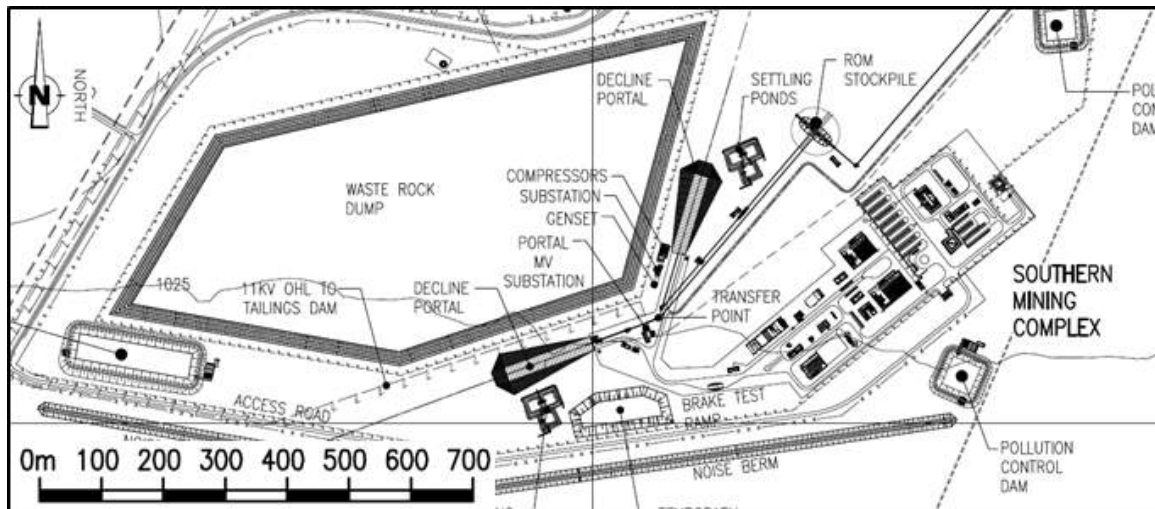 N
NORTH
DECLINE
PORTAL
SETTLING
PONDS
ROM
STOCKPILE
COMPRESSORS
SUBSTATION
GENSET
PORTAL
MV
SUBSTATION
WASTE ROCK
DUMP
1025
11KV OHL TO
TAILINGS DAM
DECLINE
PORTAL
TRANSFER
POINT
SOUTHERN
MINING
COMPLEX
ACCESS ROAD
BRAKE TEST
RAMP
NOISE BERM
POLLUTION
CONTROL
DAM
0m 100 200 300 400 500 600 700